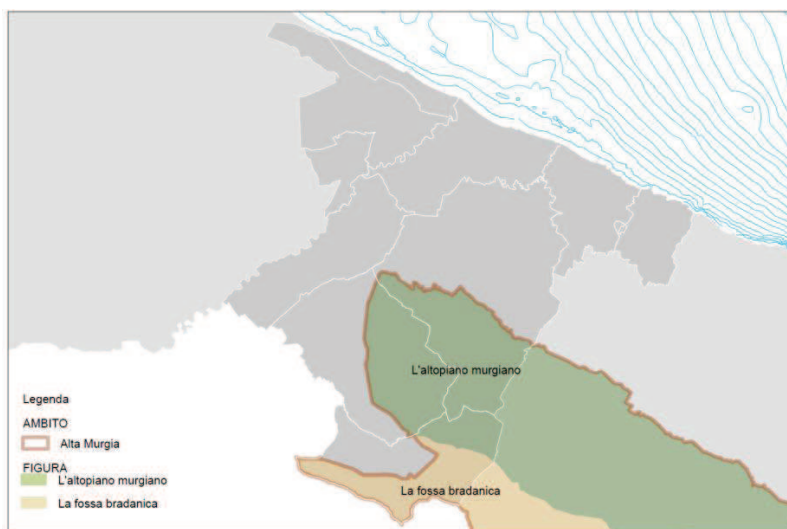 L'altopiano murgiano
La fossa bradanica
Legenda
AMBITO
Alta Murgia
FIGURA
L'altopiano murgiano
La fossa bradanica